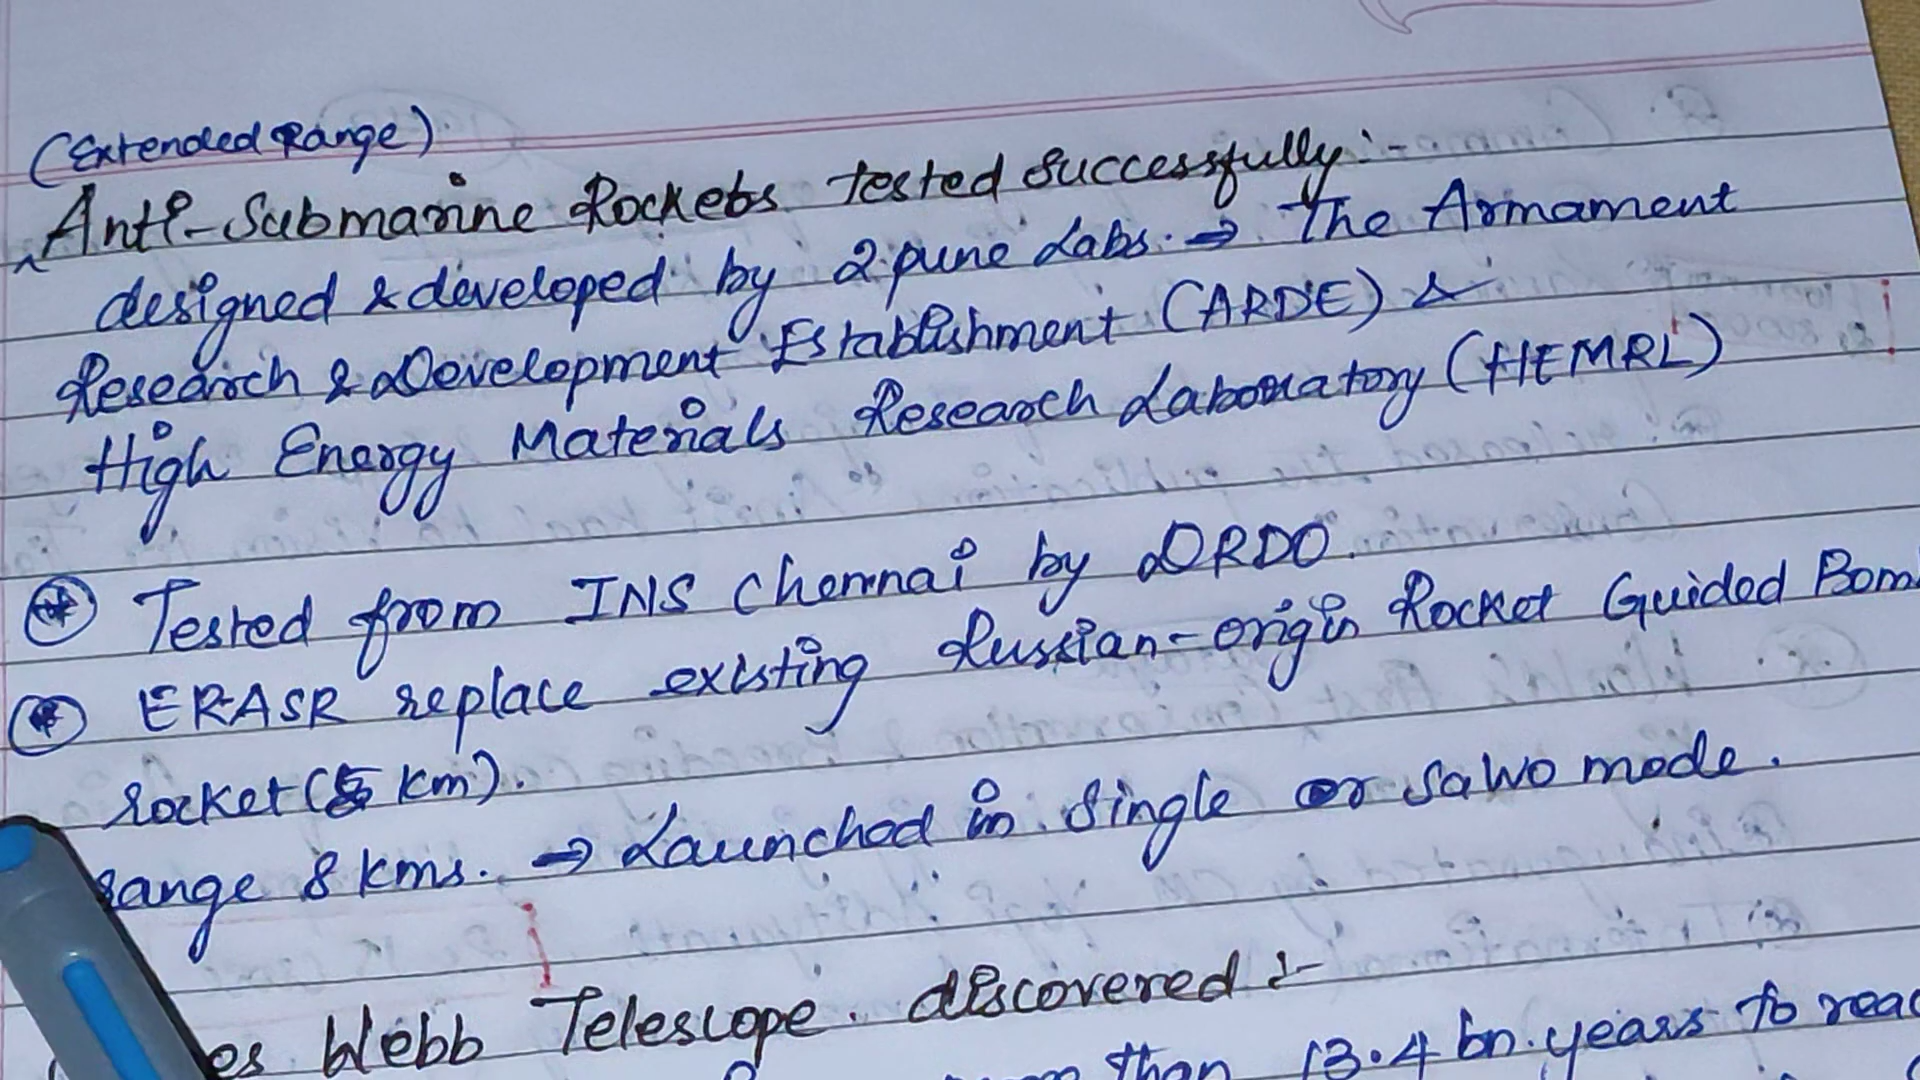 (Extended Range)
Anti-Submarine Rockets tested Successfully:-
designed & developed by 2 pune Labs. → The Armament
Research & Development Establishment (ARDE) &
High Energy Materials Research Laboratory (HEMRL)
Tested from INS Chennai by DRDO.
ERASR replace existing Russian-origin Rocket Guided Bom
rocket (5 km).
range 8 kms. → Launched in Single or Salvo mode.
es Webb Telescope. discovered :-
than 13.4 bn. years to reac